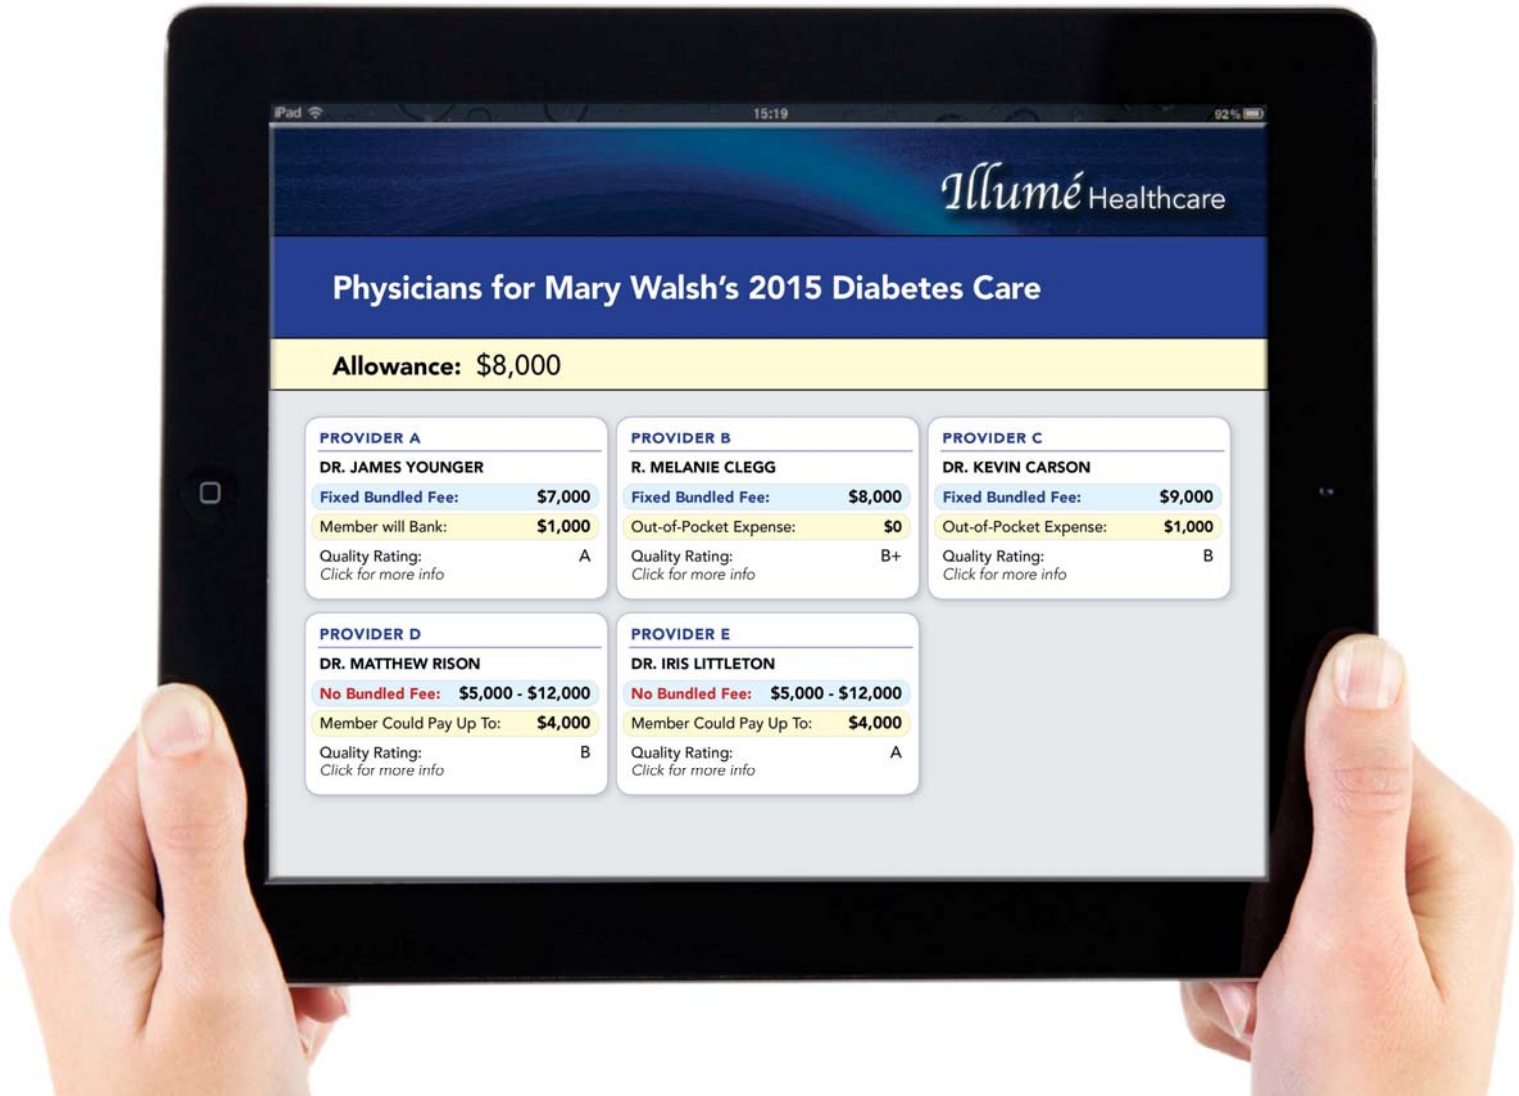 iPad 15:19 92%
Illumé Healthcare
Physicians for Mary Walsh's 2015 Diabetes Care
Allowance: $8,000
PROVIDER A
DR. JAMES YOUNGER
Fixed Bundled Fee: $7,000
Member will Bank: $1,000
Quality Rating: A
Click for more info
PROVIDER B
R. MELANIE CLEGG
Fixed Bundled Fee: $8,000
Out-of-Pocket Expense: $0
Quality Rating: B+
Click for more info
PROVIDER C
DR. KEVIN CARSON
Fixed Bundled Fee: $9,000
Out-of-Pocket Expense: $1,000
Quality Rating: B
Click for more info
PROVIDER D
DR. MATTHEW RISON
No Bundled Fee: $5,000 - $12,000
Member Could Pay Up To: $4,000
Quality Rating: B
Click for more info
PROVIDER E
DR. IRIS LITTLETON
No Bundled Fee: $5,000 - $12,000
Member Could Pay Up To: $4,000
Quality Rating: A
Click for more info